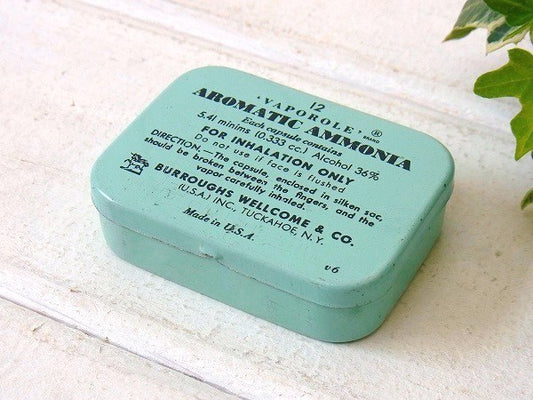 12
'VAPOROLE' ® BRAND
AROMATIC AMMONIA
Each capsule contains
5.41 minims (0.333 cc.) Alcohol 36%
FOR INHALATION ONLY
Do not use if face is flushed
DIRECTION.—The capsule, enclosed in silken sac,
should be broken between the fingers, and the
vapor carefully inhaled.
BURROUGHS WELLCOME & CO.
(U.S.A.) INC., TUCKAHOE, N.Y.
Made in U.S.A.
v6